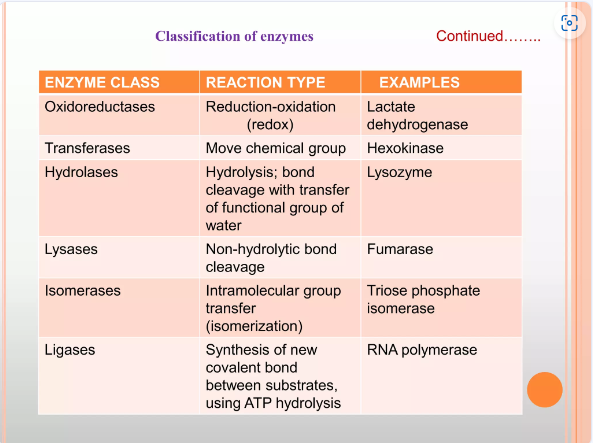 Classification of enzymes
Continued……..
ENZYME CLASS REACTION TYPE EXAMPLES
Oxidoreductases Reduction-oxidation Lactate
(redox) dehydrogenase
Transferases Move chemical group Hexokinase
Hydrolases Hydrolysis; bond Lysozyme
cleavage with transfer
of functional group of
water
Lysases Non-hydrolytic bond Fumarase
cleavage
Isomerases Intramolecular group Triose phosphate
transfer isomerase
(isomerization)
Ligases Synthesis of new RNA polymerase
covalent bond
between substrates,
using ATP hydrolysis